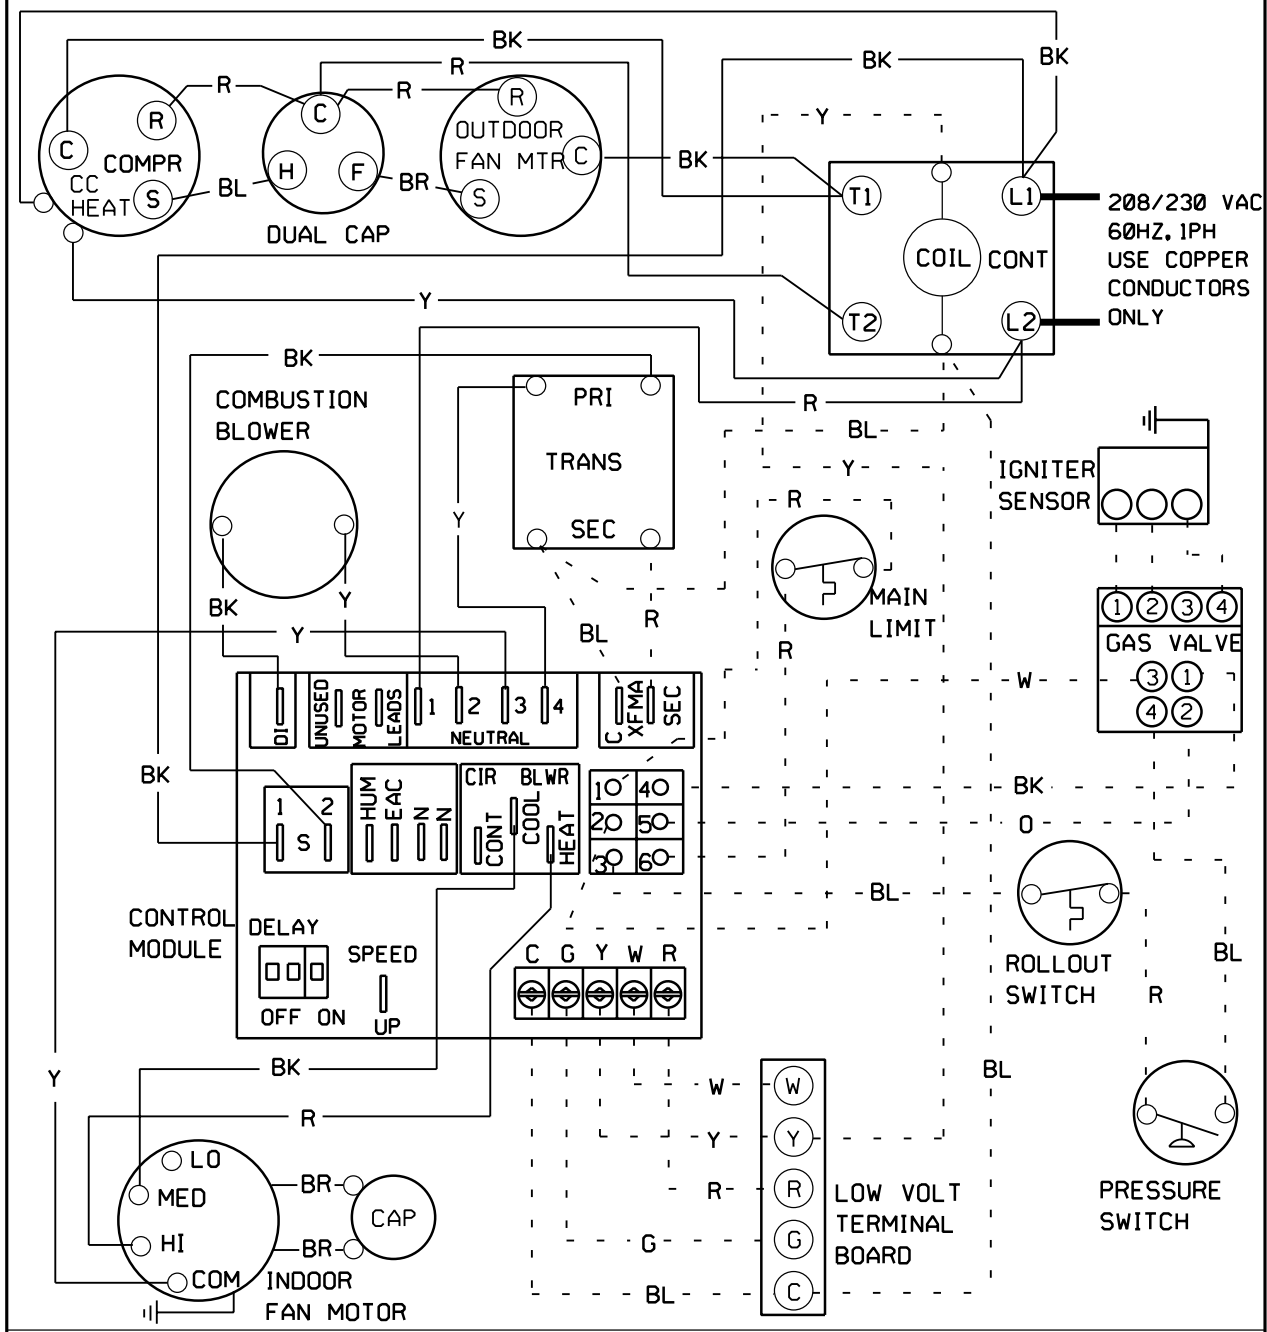 BK
BK
R
BK
R
R
Y
C
R
C
R
OUTDOOR
FAN MTR
C
COMPR
CC
HEAT
S
BL
H
F
BR
S
BK
DUAL CAP
T1
L1
COIL
CONT
T2
L2
208/230 VAC
60HZ, 1PH
USE COPPER
CONDUCTORS
ONLY
Y
BK
R
COMBUSTION
BLOWER
PRI
TRANS
SEC
BL
Y
R
IGNITER
SENSOR
Y
BK
Y
Y
BL
R
MAIN
LIMIT
R
1 2 3 4
GAS VALVE
3 1
4 2
W
DI
UNUSED
MOTOR
LEADS
1 2 3 4
NEUTRAL
C
XFMA
SEC
BK
1 2
S
HUM
EAC
N
N
CIR BLWR
CONT
COOL
HEAT
1 4
2 5
3 6
BK
O
BL
CONTROL
MODULE
DELAY
OFF ON
SPEED
UP
C G Y W R
ROLLOUT
SWITCH
R
BL
BL
Y
BK
R
W
W
Y
Y
R
R
G
G
BL
C
LOW VOLT
TERMINAL
BOARD
PRESSURE
SWITCH
LO
MED
HI
COM
BR
BR
CAP
INDOOR
FAN MOTOR